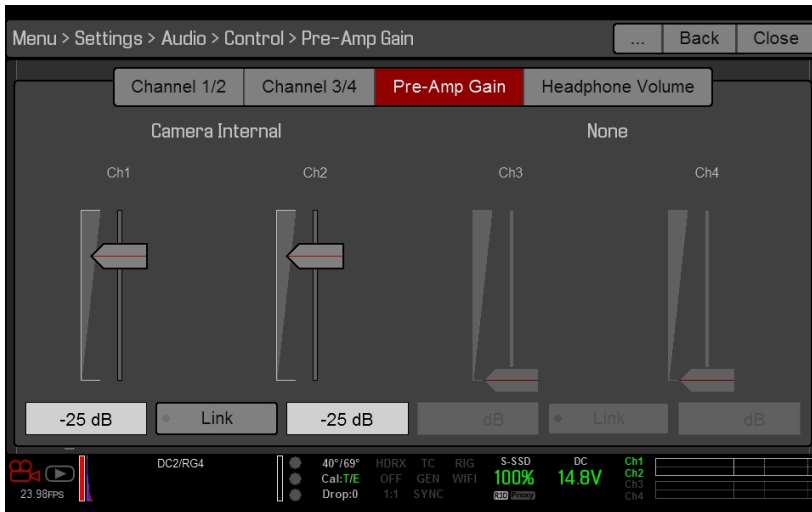 Menu > Settings > Audio > Control > Pre-Amp Gain ... Back Close
Channel 1/2 Channel 3/4 Pre-Amp Gain Headphone Volume
Camera Internal None
Ch1 Ch2 Ch3 Ch4
-25 dB Link -25 dB dB Link dB
DC2/RG4 40°/69° HDRX TC RIG S-SSD DC Ch1
Cal:T/E OFF GEN WIFI 100% 14.8V Ch2
23.98FPS Drop:0 1:1 SYNC R3D Proxy Ch3
Ch4